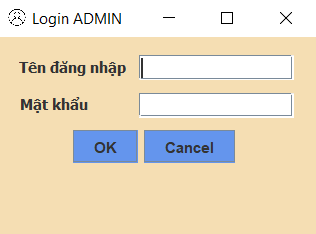 Login ADMIN
Tên đăng nhập
Mật khẩu
OK Cancel